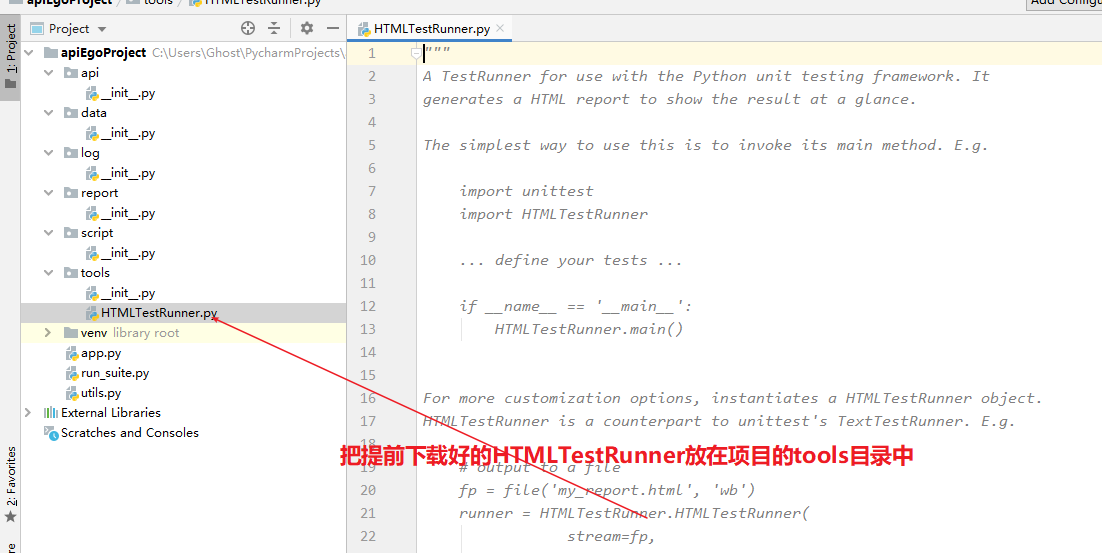 apiEgoProject
tools
HTMLTestRunner.py
Add Configu
1: Project
2: Favorites
Project
apiEgoProject C:\Users\Ghost\PycharmProjects\
api
__init__.py
data
__init__.py
log
__init__.py
report
__init__.py
script
__init__.py
tools
__init__.py
HTMLTestRunner.py
venv library root
app.py
run_suite.py
utils.py
External Libraries
Scratches and Consoles
HTMLTestRunner.py
1 """
2 A TestRunner for use with the Python unit testing framework. It
3 generates a HTML report to show the result at a glance.
4
5 The simplest way to use this is to invoke its main method. E.g.
6
7 import unittest
8 import HTMLTestRunner
9
10 ... define your tests ...
11
12 if __name__ == '__main__':
13 HTMLTestRunner.main()
14
15
16 For more customization options, instantiates a HTMLTestRunner object.
17 HTMLTestRunner is a counterpart to unittest's TextTestRunner. E.g.
把提前下载好的HTMLTestRunner放在项目的tools目录中
19 # output to a file
20 fp = file('my_report.html', 'wb')
21 runner = HTMLTestRunner.HTMLTestRunner(
22 stream=fp,